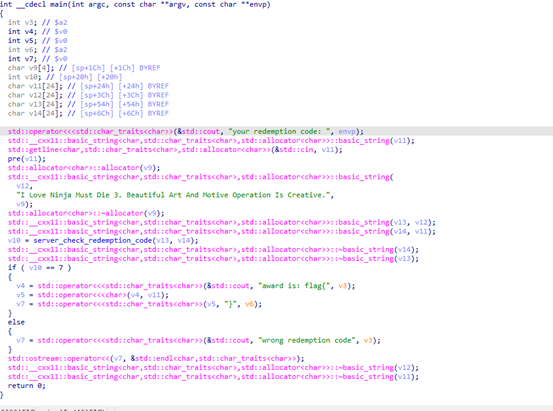 int __cdecl main(int argc, const char **argv, const char **envp)
{
  int v3; // $a2
  int v4; // $v0
  int v5; // $v0
  int v6; // $a2
  int v7; // $v0
  char v9[4]; // [sp+1Ch] [+1Ch] BYREF
  int v10; // [sp+20h] [+20h]
  char v11[24]; // [sp+24h] [+24h] BYREF
  char v12[24]; // [sp+3Ch] [+3Ch] BYREF
  char v13[24]; // [sp+54h] [+54h] BYREF
  char v14[24]; // [sp+6Ch] [+6Ch] BYREF
  std::operator<<<std::char_traits<char>>(&std::cout, "your redemption code: ", envp);
  std::__cxx11::basic_string<char,std::char_traits<char>,std::allocator<char>>::basic_string(v11);
  std::getline<char,std::char_traits<char>,std::allocator<char>>(&std::cin, v11);
  pre(v11);
  std::allocator<char>::allocator(v9);
  std::__cxx11::basic_string<char,std::char_traits<char>,std::allocator<char>>::basic_string(
    v12,
    "I Love Ninja Must Die 3. Beautiful Art And Motive Operation Is Creative.",
    v9);
  std::allocator<char>::~allocator(v9);
  std::__cxx11::basic_string<char,std::char_traits<char>,std::allocator<char>>::basic_string(v13, v12);
  std::__cxx11::basic_string<char,std::char_traits<char>,std::allocator<char>>::basic_string(v14, v11);
  v10 = server_check_redemption_code(v13, v14);
  std::__cxx11::basic_string<char,std::char_traits<char>,std::allocator<char>>::~basic_string(v14);
  std::__cxx11::basic_string<char,std::char_traits<char>,std::allocator<char>>::~basic_string(v13);
  if ( v10 == 7 )
  {
    v4 = std::operator<<<std::char_traits<char>>(&std::cout, "award is: flag{", v3);
    v5 = std::operator<<<char>(v4, v11);
    v7 = std::operator<<<std::char_traits<char>>(v5, "}", v6);
  }
  else
  {
    v7 = std::operator<<<std::char_traits<char>>(&std::cout, "wrong redemption code", v3);
  }
  std::ostream::operator<<(v7, &std::endl<char,std::char_traits<char>>);
  std::__cxx11::basic_string<char,std::char_traits<char>,std::allocator<char>>::~basic_string(v12);
  std::__cxx11::basic_string<char,std::char_traits<char>,std::allocator<char>>::~basic_string(v11);
  return 0;
}